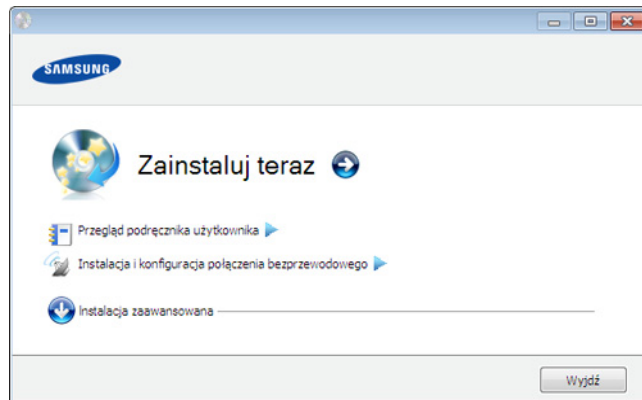 SAMSUNG
Zainstaluj teraz
Przegląd podręcznika użytkownika
Instalacja i konfiguracja połączenia bezprzewodowego
Instalacja zaawansowana
Wyjdź